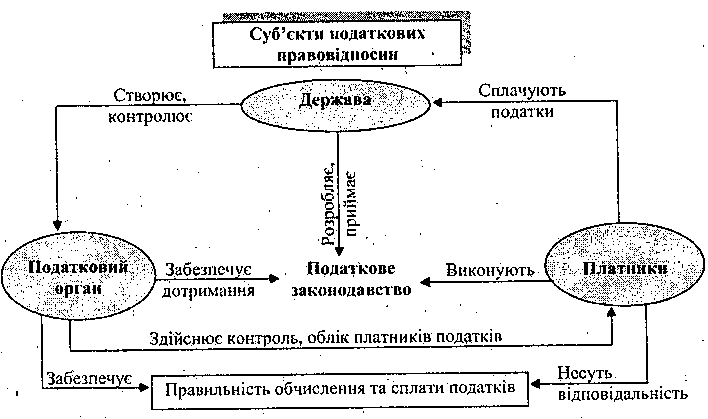 Суб'єкти податкових
правовідносин
Держава
Створює,
контролює
Сплачують
податки
Розробляє,
приймає
Податковий
орган
Забезпечує
дотримання
Податкове
законодавство
Виконують
Платники
Здійснює контроль, облік платників податків
Забезпечує
Правильність обчислення та сплати податків
Несуть
відповідальність